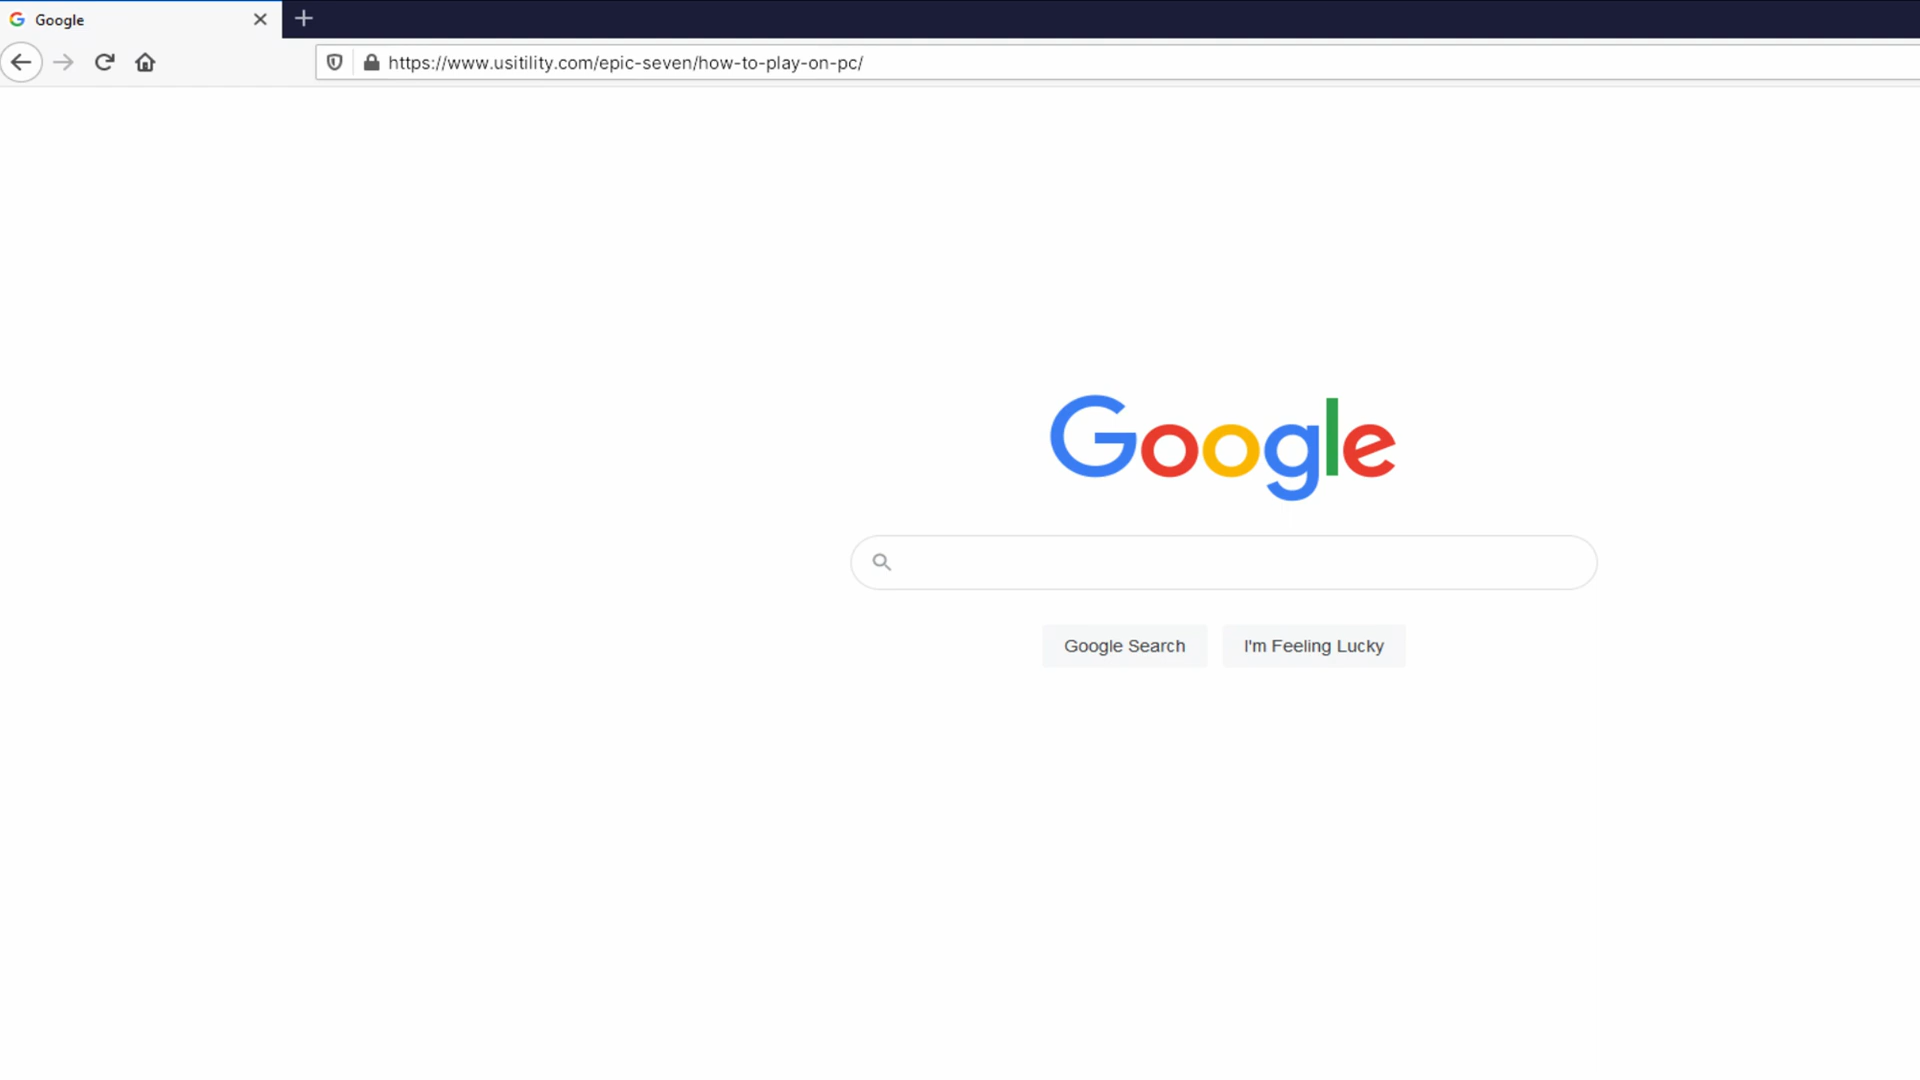 Google
https://www.usitility.com/epic-seven/how-to-play-on-pc/
Google
Google Search
I'm Feeling Lucky